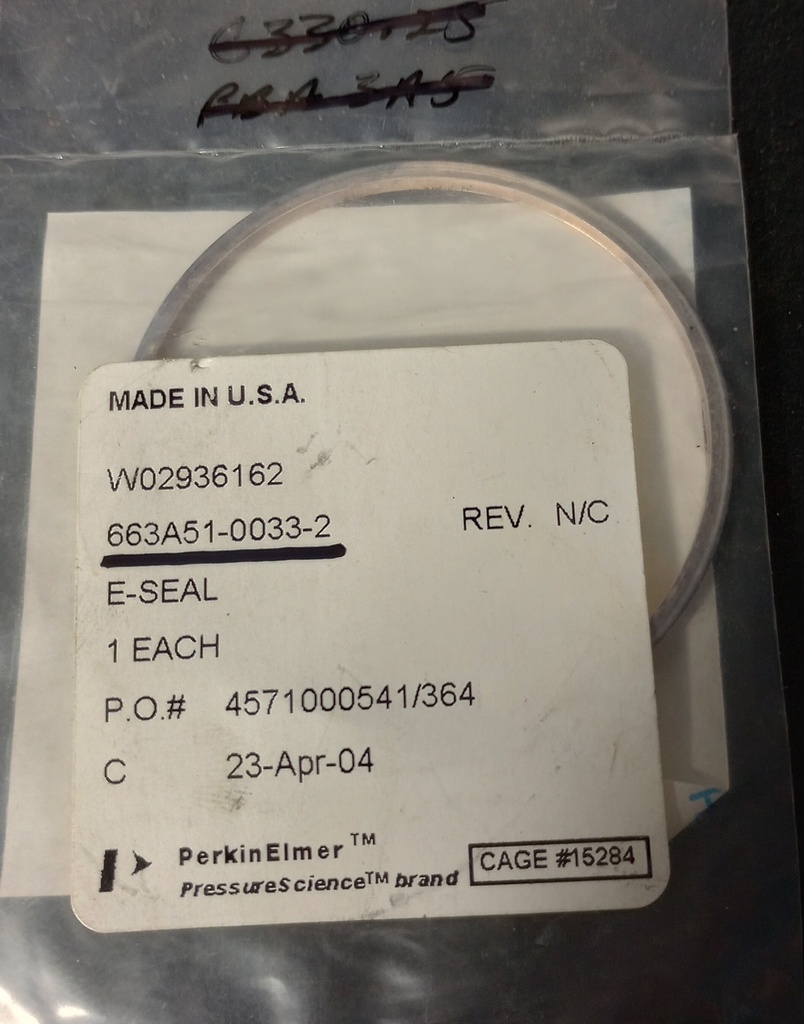 MADE IN U.S.A.
W02936162
663A51-0033-2 REV. N/C
E-SEAL
1 EACH
P.O.# 4571000541/364
C 23-Apr-04
PerkinElmer™
PressureScience™ brand
CAGE #15284